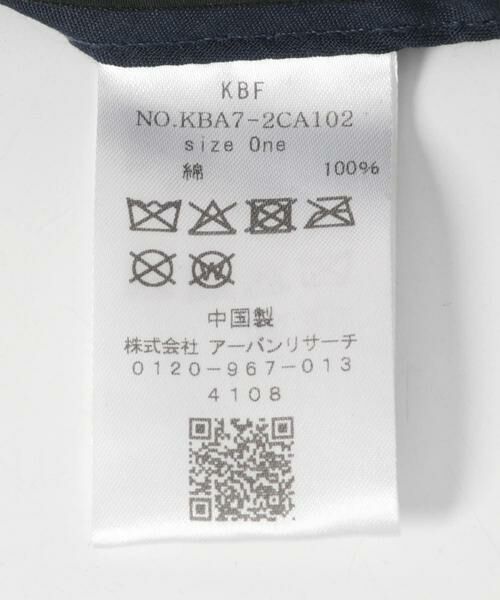 KBF
NO.KBA7-2CA102
size One
綿 100%
中国製
株式会社 アーバンリサーチ
0120-967-013
4108